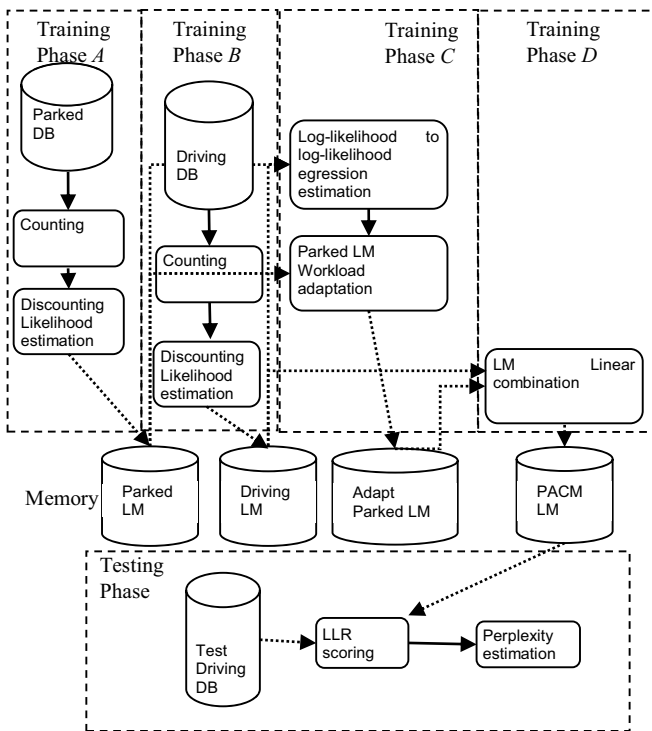 Training
Phase A
Training
Phase B
Training
Phase C
Training
Phase D
Parked
DB
Driving
DB
Log-likelihood to
log-likelihood
egression
estimation
Counting
Counting
Parked LM
Workload
adaptation
Discounting
Likelihood
estimation
Discounting
Likelihood
estimation
LM Linear
combination
Memory
Parked
LM
Driving
LM
Adapt
Parked LM
PACM
LM
Testing
Phase
Test
Driving
DB
LLR
scoring
Perplexity
estimation